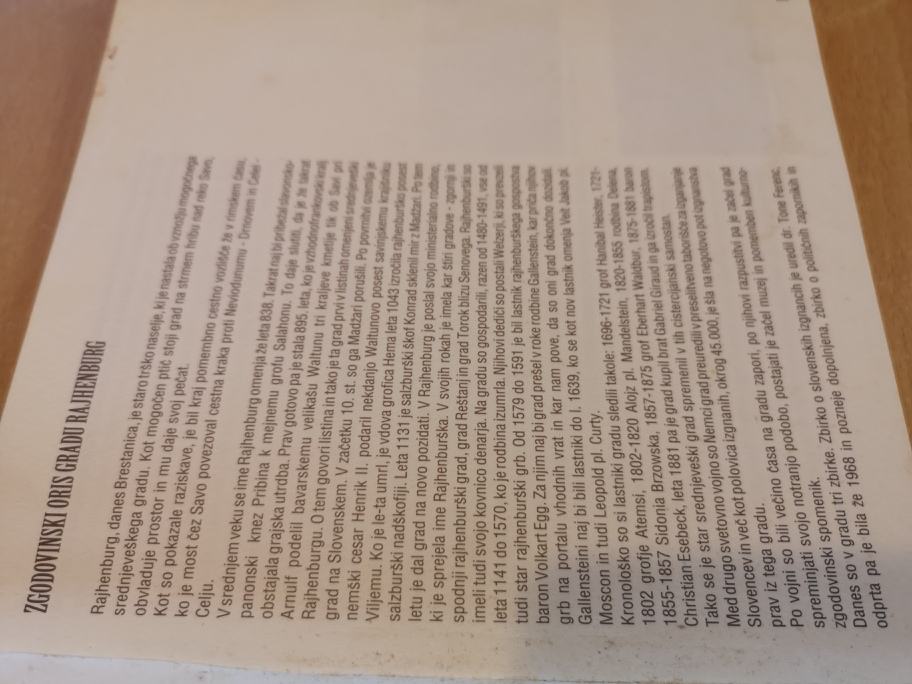 ZGODOVINSKI ORIS GRADU RAJHENBURG
Rajhenburg, danes Brestanica, je staro trško naselje, ki je nastala ob vznožju mogočnega
srednjeveškega gradu. Kot mogočen ptič stoji grad na strmem hribu nad reko Savo,
obvladuje prostor in mu daje svoj pečat.
Kot so pokazale raziskave, je bil kraj pomembno cestno vozlišče že v rimskem času,
ko je most čez Savo povezoval cestna kraka proti Neviodunumu - Drnovem in Celei -
Celju.
V srednjem veku se ime Rajhenburg omenja že leta 838. Takrat naj bi pribežal slavonsko-
panonski knez Pribina k mejnemu grofu Salahonu. To daje slutiti, da je že takrat
obstajala grajska utrdba. Prav gotovo pa je stala 895. leta, ko je vzhodnofrankovski kralj
Arnulf podelil bavarskemu velikašu Waltunu tri kraljeve kmetije tik ob Savi pri
Rajhenburgu. O tem govori listina in tako je ta grad prvi v listinah omenjeni srednjeveški
grad na Slovenskem. V začetku 10. st. so ga Madžari porušili. Po povrnitvi ozemlja je
nemški cesar Henrik II. podaril nekdanjo Waltunovo posest savinjskemu krajišniku
Viljemu. Ko je le-ta umrl, je vdova grofica Hema leta 1043 izročila rajhenburško posest
salzburški nadškofiji. Leta 1131 je salzburški škof Konrad sklenil mir z Madžari. Po tem
letu je dal grad na novo pozidati. V Rajhenburg je poslal svojo ministerialno rodbino,
ki je sprejela ime Rajhenburška. V svojih rokah je imela kar štiri gradove - zgornji in
spodnji rajhenburški grad, grad Reštanj in grad Torok blizu Senovega. Rajhenburški so
imeli tudi svojo kovnico denarja. Na gradu so gospodarili, razen od 1480-1491, vse od
leta 1141 do 1570, ko je rodbina izumrla. Njihovi dediči so postali Welzerji, ki so prevzeli
tudi star rajhenburški grb. Od 1579 do 1591 je bil lastnik rajhenburškega gospostva
baron Volkart Egg. Za njim naj bi grad prešel v roke rodbine Gallenstein, kar priča njihov
grb na portalu vhodnih vrat in kar nam pove, da so oni grad dokončno dozidali.
Gallensteini naj bi bili lastniki do l. 1639, ko se kot nov lastnik omenja Veit Jakob pl.
Moscon in tudi Leopold pl. Curty.
Kronološko so si lastniki gradu sledili takole: 1696-1721 grof Hanibal Heister, 1721-
1802 grofje Attemsi, 1802-1820 Alojz pl. Mandelstein, 1820-1855 rodbina Delena,
1855-1857 Sidonia Brzowska, 1857-1875 grof Eberhart Waldbur, 1875-1881 baron
Christian Esebeck, leta 1881 pa je grad kupil brat Gabriel Giraud in ga izročil trapistom.
Tako se je star srednjeveški grad spremenil v tih cistercijanski samostan.
Med drugo svetovno vojno so Nemci grad preuredili v preselitveno taborišče za izganjanje
Slovencev in več kot polovica izgnanih, okrog 45.000, je šla na negotovo pot izgnanstva
prav iz tega gradu.
Po vojni so bili večino časa na gradu zapori, po njihovi razpustitvi pa je začel grad
spreminjati svojo notranjo podobo, postajati je začel muzej in pomemben kulturno-
zgodovinski spomenik.
Danes so v gradu tri zbirke. Zbirko o slovenskih izgnancih je uredil dr. Tone Ferenc,
odprta pa je bila že 1968 in pozneje dopolnjena, zbirko o političnih zapornikih in